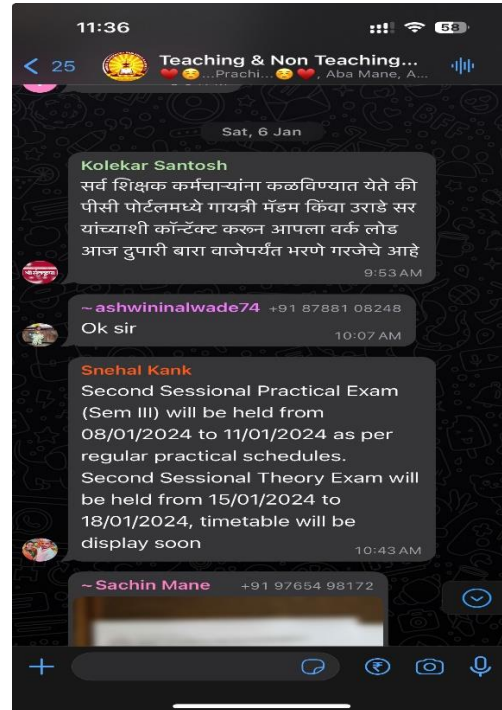 11:36
58
25
Teaching & Non Teaching...
❤️☺️...Prachi...☺️❤️, Aba Mane, A...
Sat, 6 Jan
Kolekar Santosh
सर्व शिक्षक कर्मचाऱ्यांना कळविण्यात येते की
पीसी पोर्टलमध्ये गायत्री मॅडम किंवा उराडे सर
यांच्याशी कॉन्टॅक्ट करून आपला वर्क लोड
आज दुपारी बारा वाजेपर्यंत भरणे गरजेचे आहे
9:53 AM
~ashwininalwade74 +91 87881 08248
Ok sir
10:07 AM
Snehal Kank
Second Sessional Practical Exam
(Sem III) will be held from
08/01/2024 to 11/01/2024 as per
regular practical schedules.
Second Sessional Theory Exam will
be held from 15/01/2024 to
18/01/2024, timetable will be
display soon
10:43 AM
~Sachin Mane +91 97654 98172